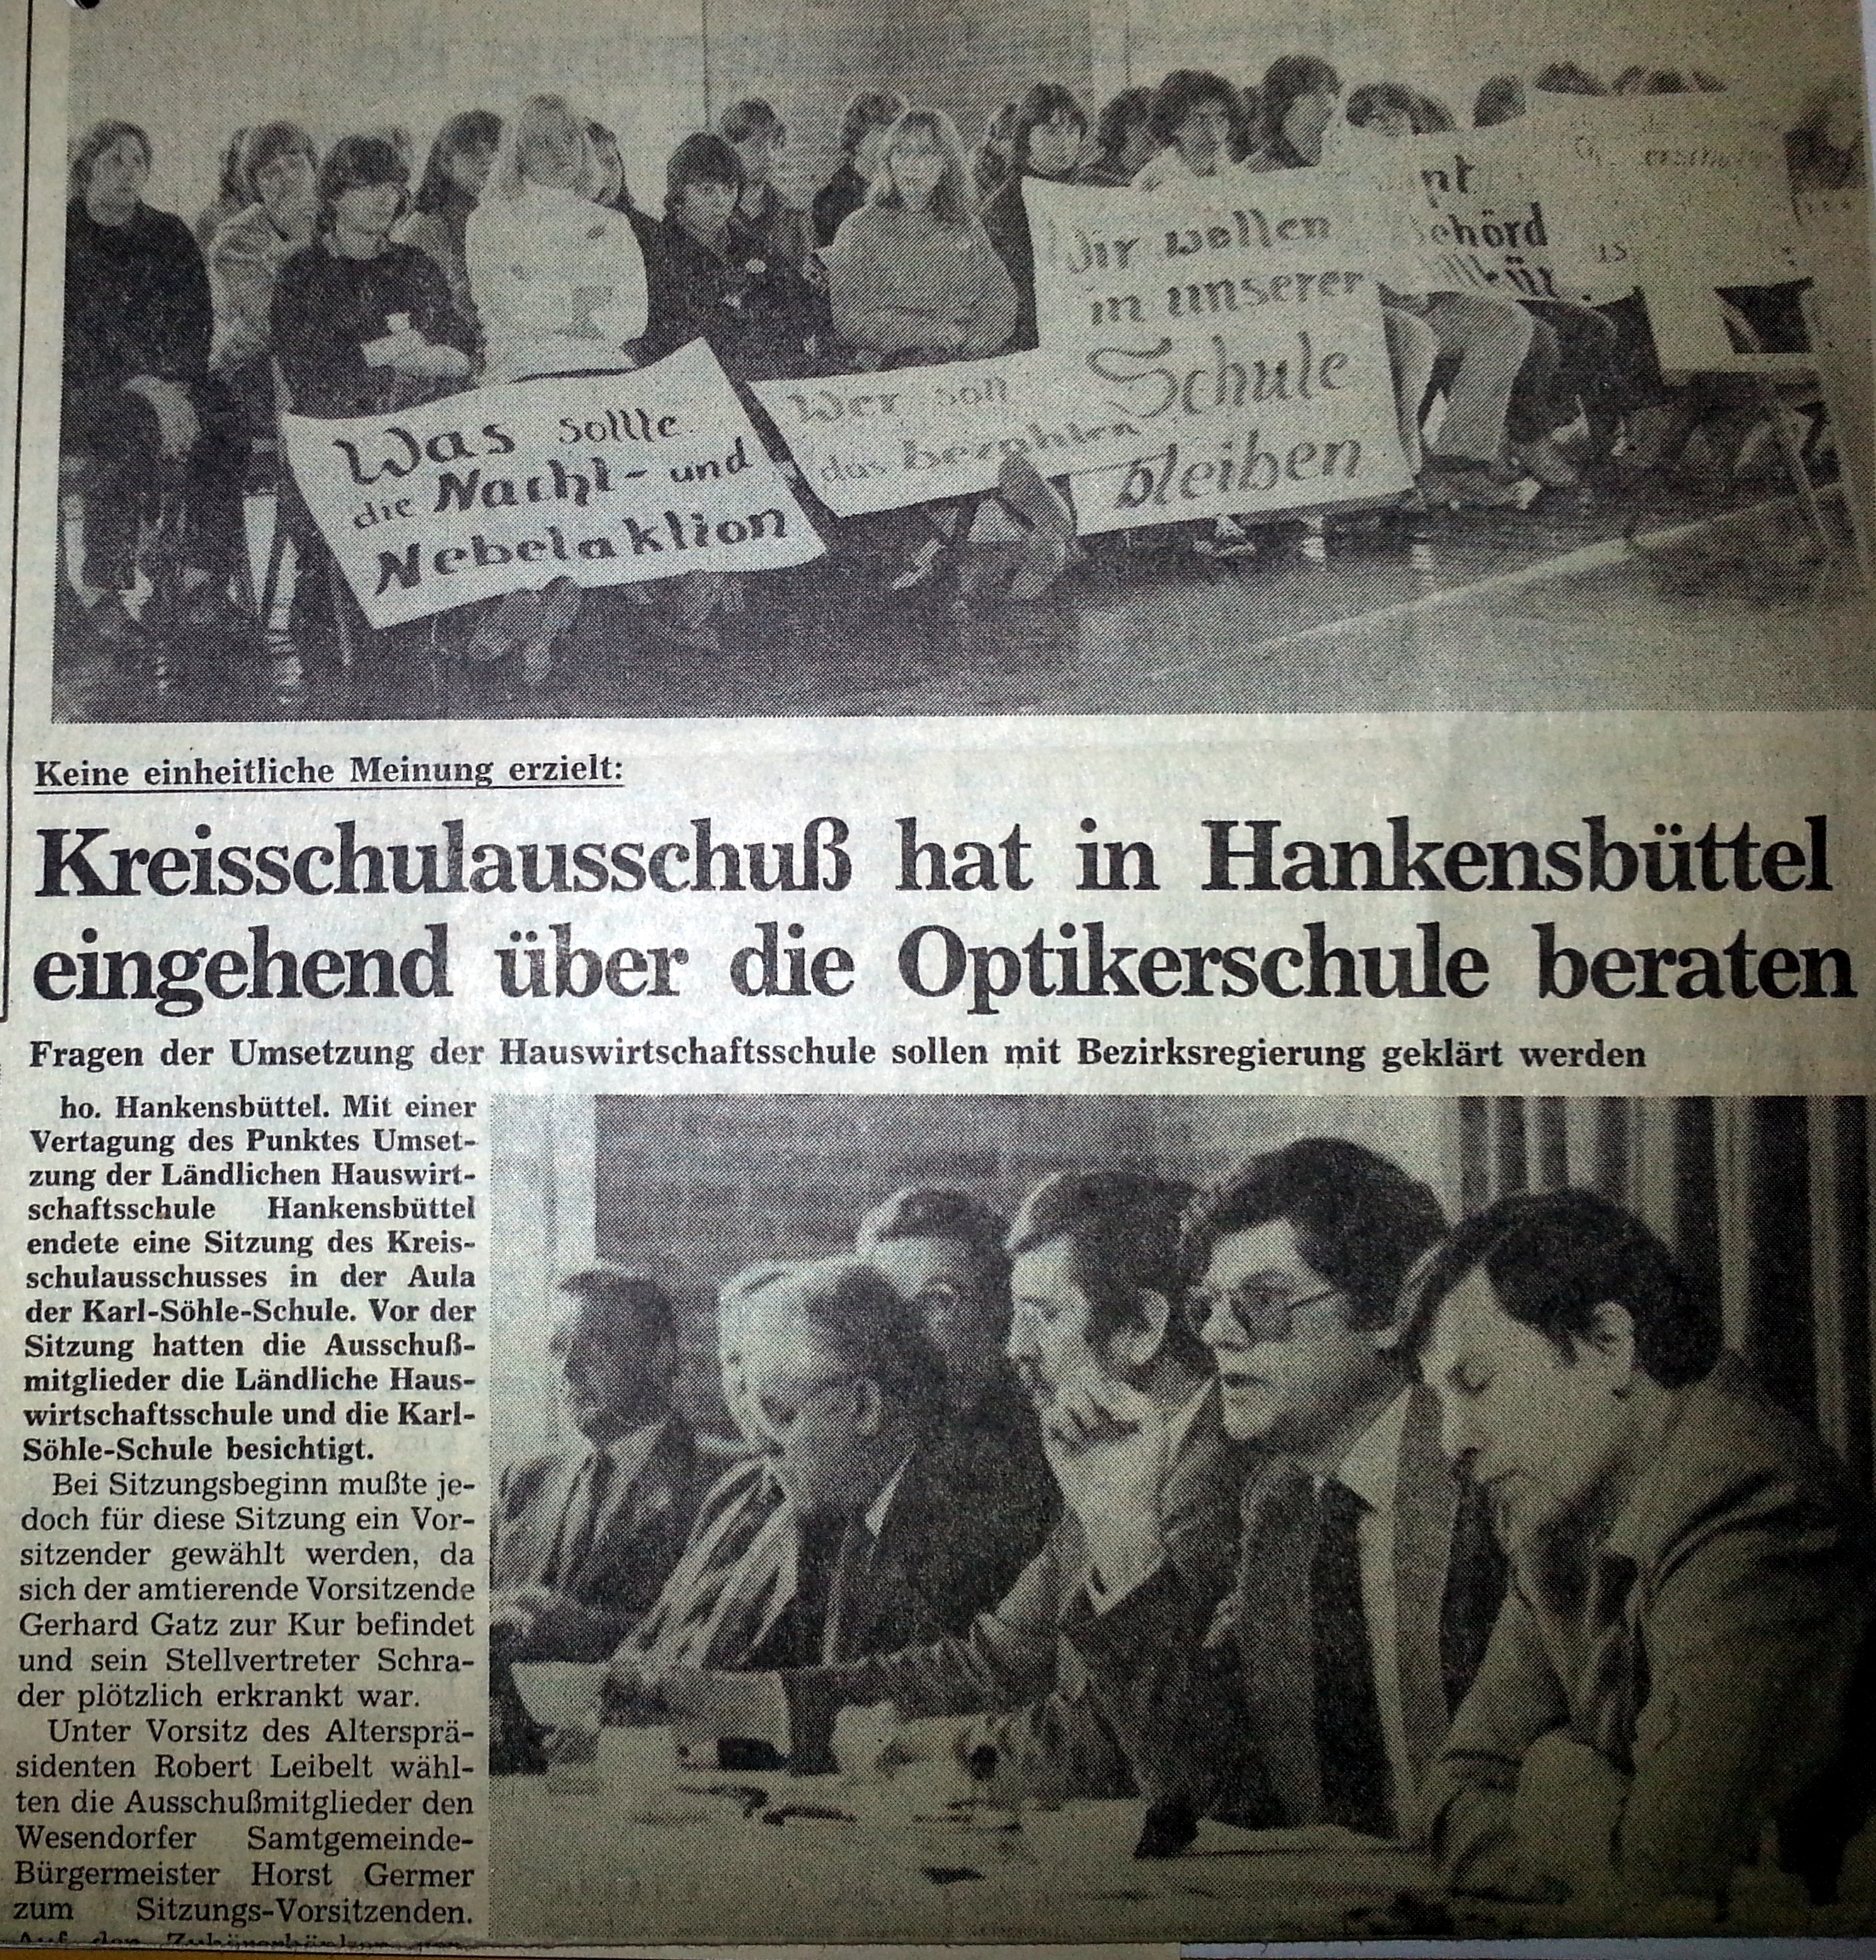 Was sollte
die Nacht- und
Nebelaktion
Wer soll
das bezahlen
Wir wollen
in unserer
Schule
bleiben
Keine einheitliche Meinung erzielt:
Kreisschulausschuß hat in Hankensbüttel
eingehend über die Optikerschule beraten
Fragen der Umsetzung der Hauswirtschaftsschule sollen mit Bezirksregierung geklärt werden
ho. Hankensbüttel. Mit einer
Vertagung des Punktes Umset-
zung der Ländlichen Hauswirt-
schaftsschule Hankensbüttel
endete eine Sitzung des Kreis-
schulausschusses in der Aula
der Karl-Söhle-Schule. Vor der
Sitzung hatten die Ausschuß-
mitglieder die Ländliche Haus-
wirtschaftsschule und die Karl-
Söhle-Schule besichtigt.
Bei Sitzungsbeginn mußte je-
doch für diese Sitzung ein Vor-
sitzender gewählt werden, da
sich der amtierende Vorsitzende
Gerhard Gatz zur Kur befindet
und sein Stellvertreter Schra-
der plötzlich erkrankt war.
Unter Vorsitz des Altersprä-
sidenten Robert Leibelt wähl-
ten die Ausschußmitglieder den
Wesendorfer Samtgemeinde-
Bürgermeister Horst Germer
zum Sitzungs-Vorsitzenden.